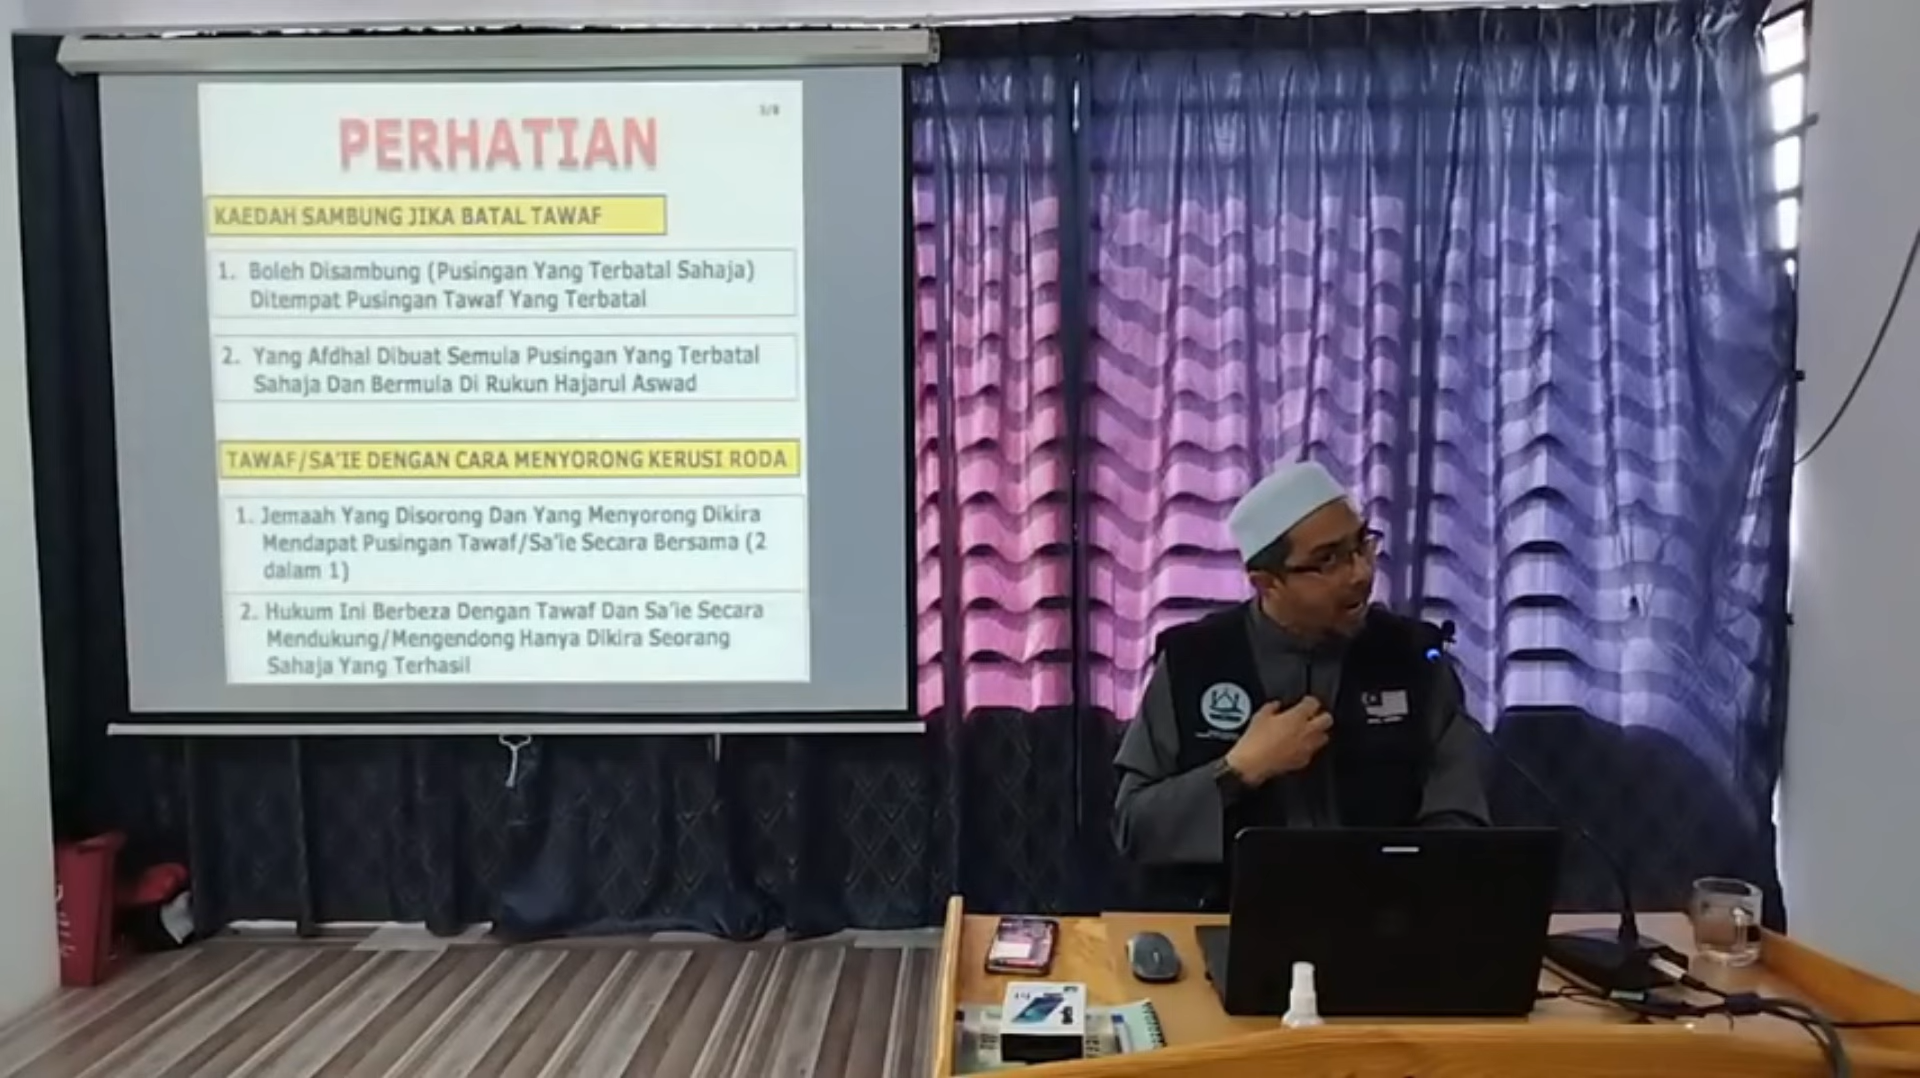 3/8
PERHATIAN
KAEDAH SAMBUNG JIKA BATAL TAWAF
1. Boleh Disambung (Pusingan Yang Terbatal Sahaja)
Ditempat Pusingan Tawaf Yang Terbatal
2. Yang Afdhal Dibuat Semula Pusingan Yang Terbatal
Sahaja Dan Bermula Di Rukun Hajarul Aswad
TAWAF/SA'IE DENGAN CARA MENYORONG KERUSI RODA
1. Jemaah Yang Disorong Dan Yang Menyorong Dikira
Mendapat Pusingan Tawaf/Sa'ie Secara Bersama (2
dalam 1)
2. Hukum Ini Berbeza Dengan Tawaf Dan Sa'ie Secara
Mendukung/Mengendong Hanya Dikira Seorang
Sahaja Yang Terhasil